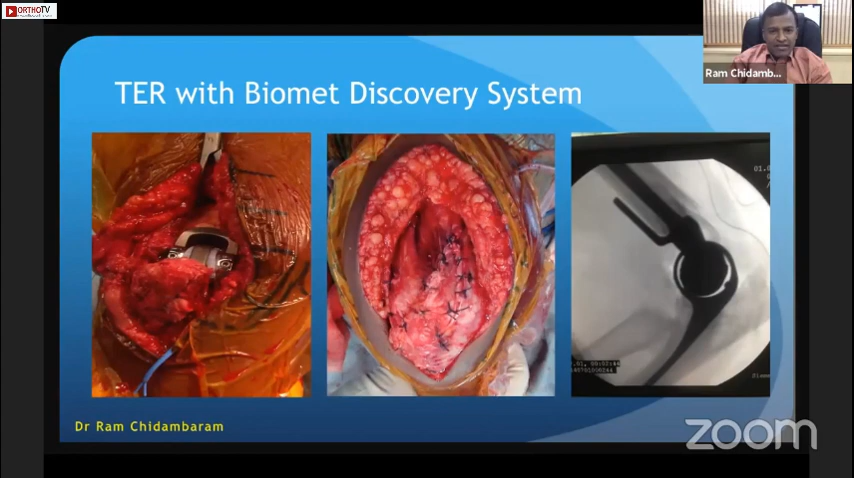 ORTHOTV
Ram Chidamb...
TER with Biomet Discovery System
Dr Ram Chidambaram
zoom